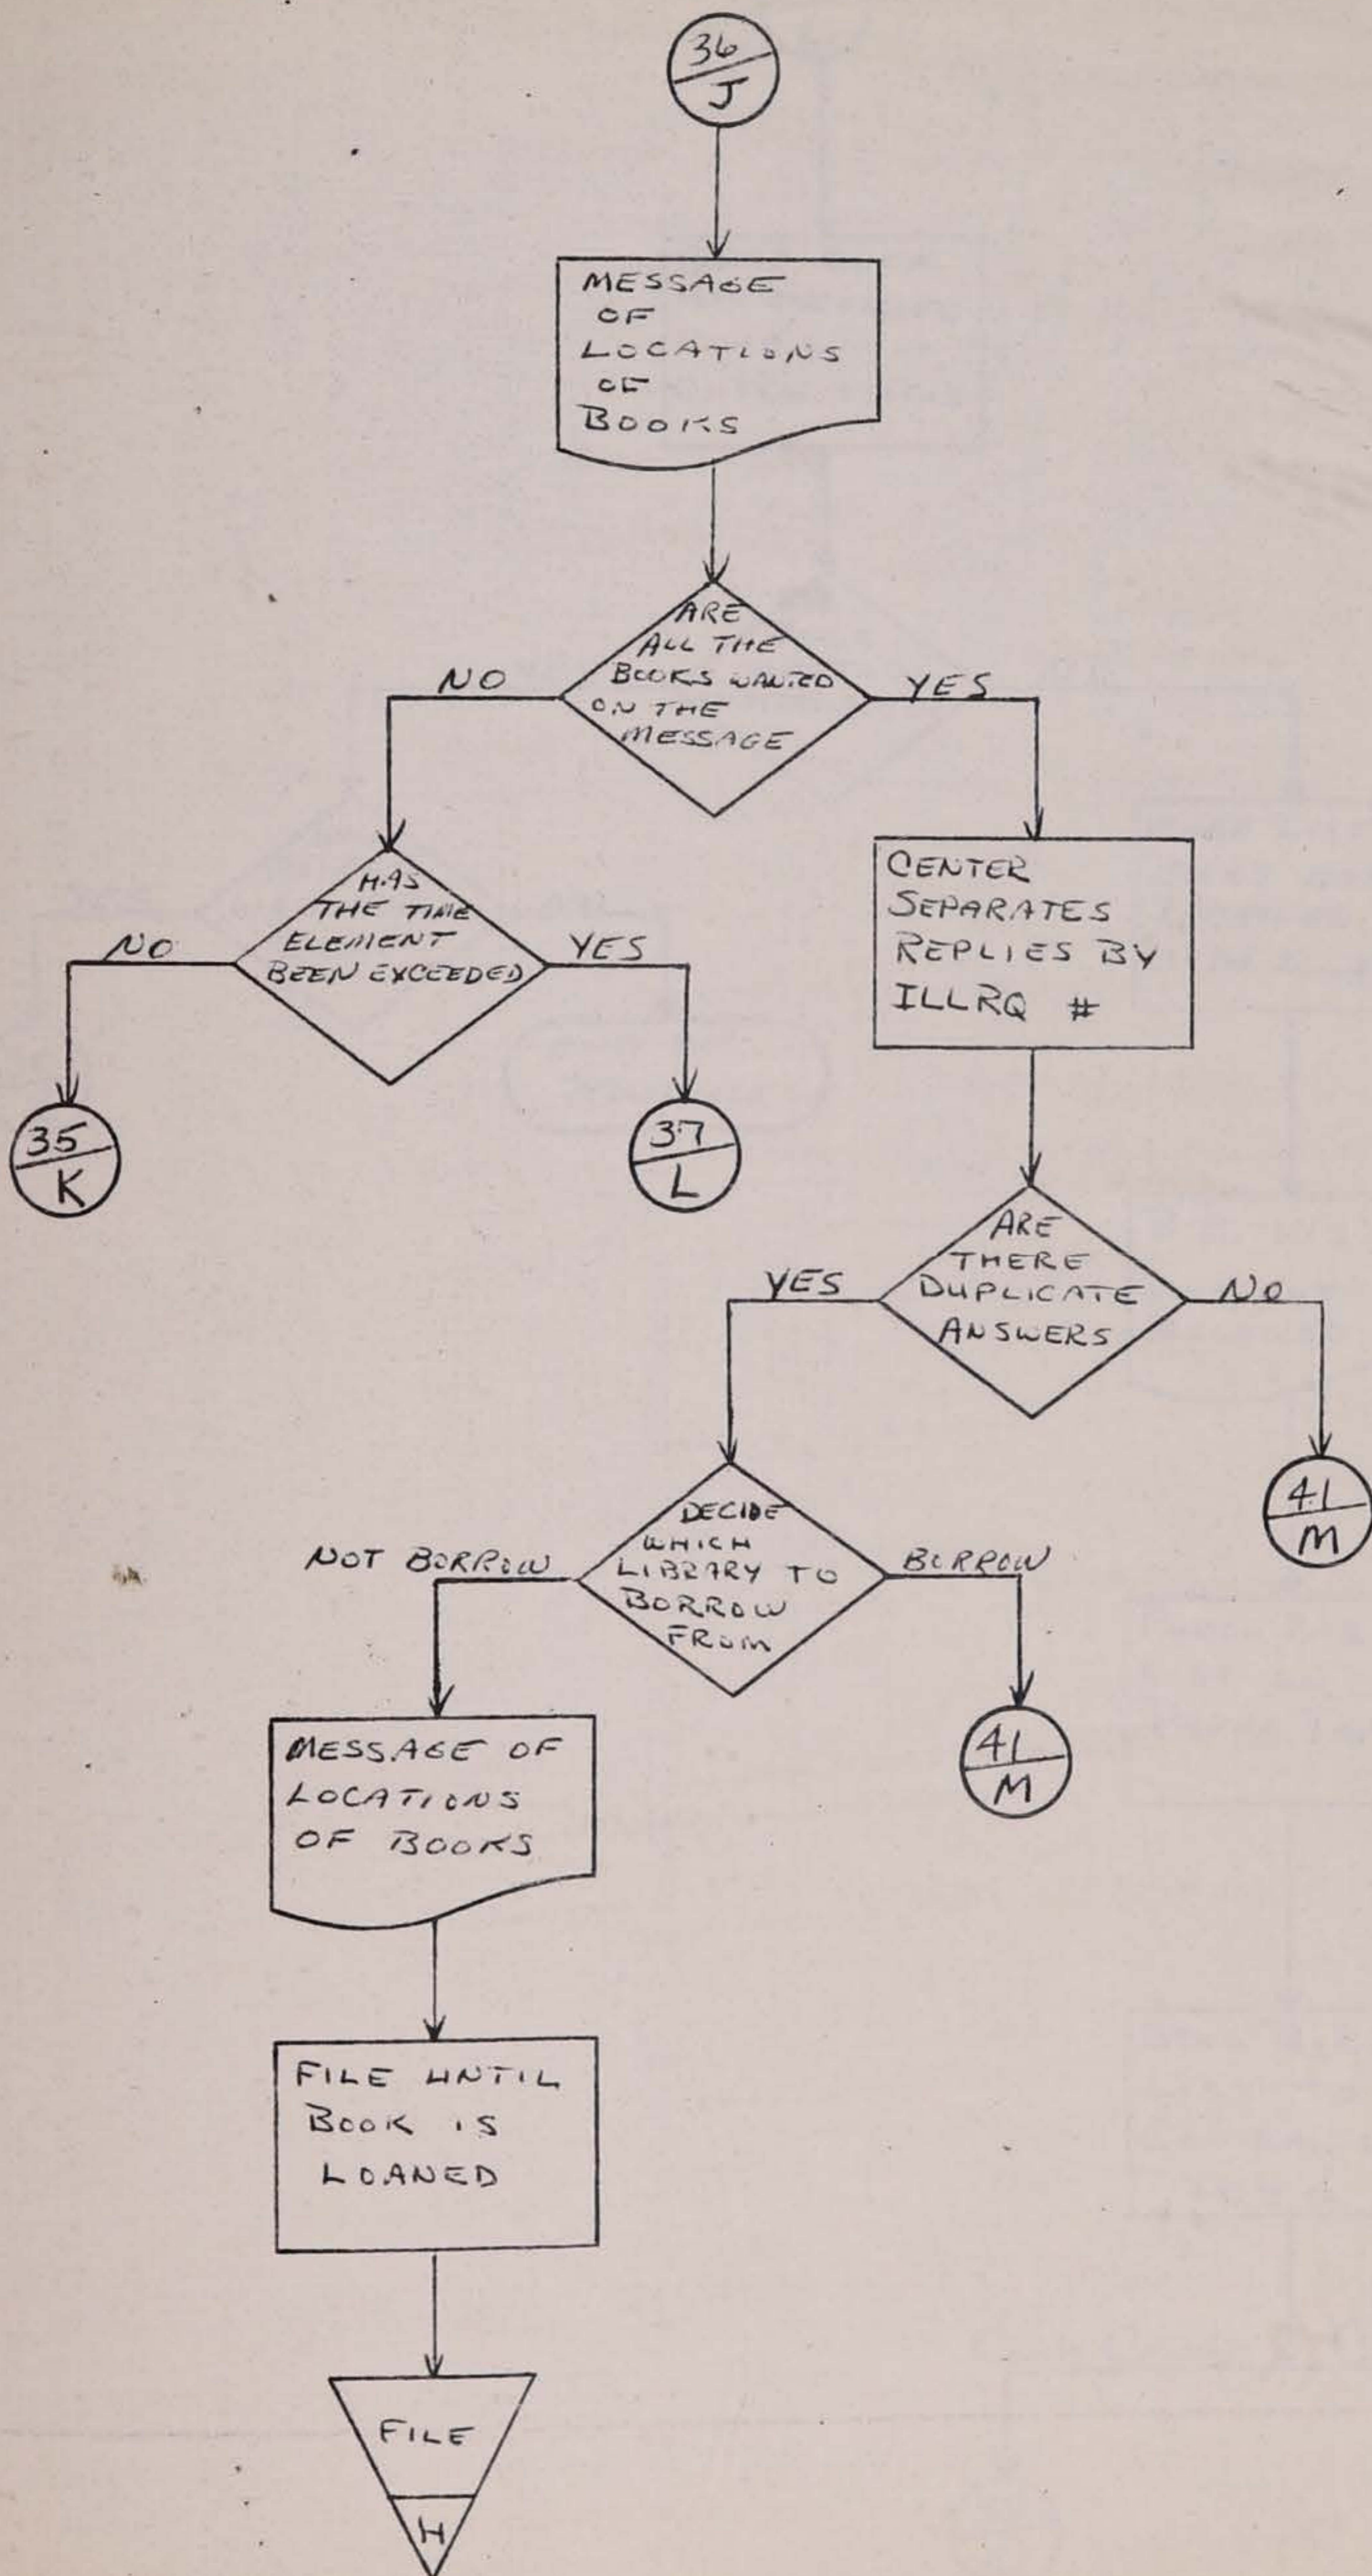 36
J
MESSAGE
OF
LOCATIONS
OF
BOOKS
ARE
ALL THE
BOOKS WANTED
ON THE
MESSAGE
NO
YES
HAS
THE TIME
ELEMENT
BEEN EXCEEDED
NO
YES
CENTER
SEPARATES
REPLIES BY
ILLRQ #
35
K
37
L
ARE
THERE
DUPLICATE
ANSWERS
YES
NO
41
M
DECIDE
WHICH
LIBRARY TO
BORROW
FROM
NOT BORROW
BORROW
41
M
MESSAGE OF
LOCATIONS
OF BOOKS
FILE UNTIL
BOOK IS
LOANED
FILE
H